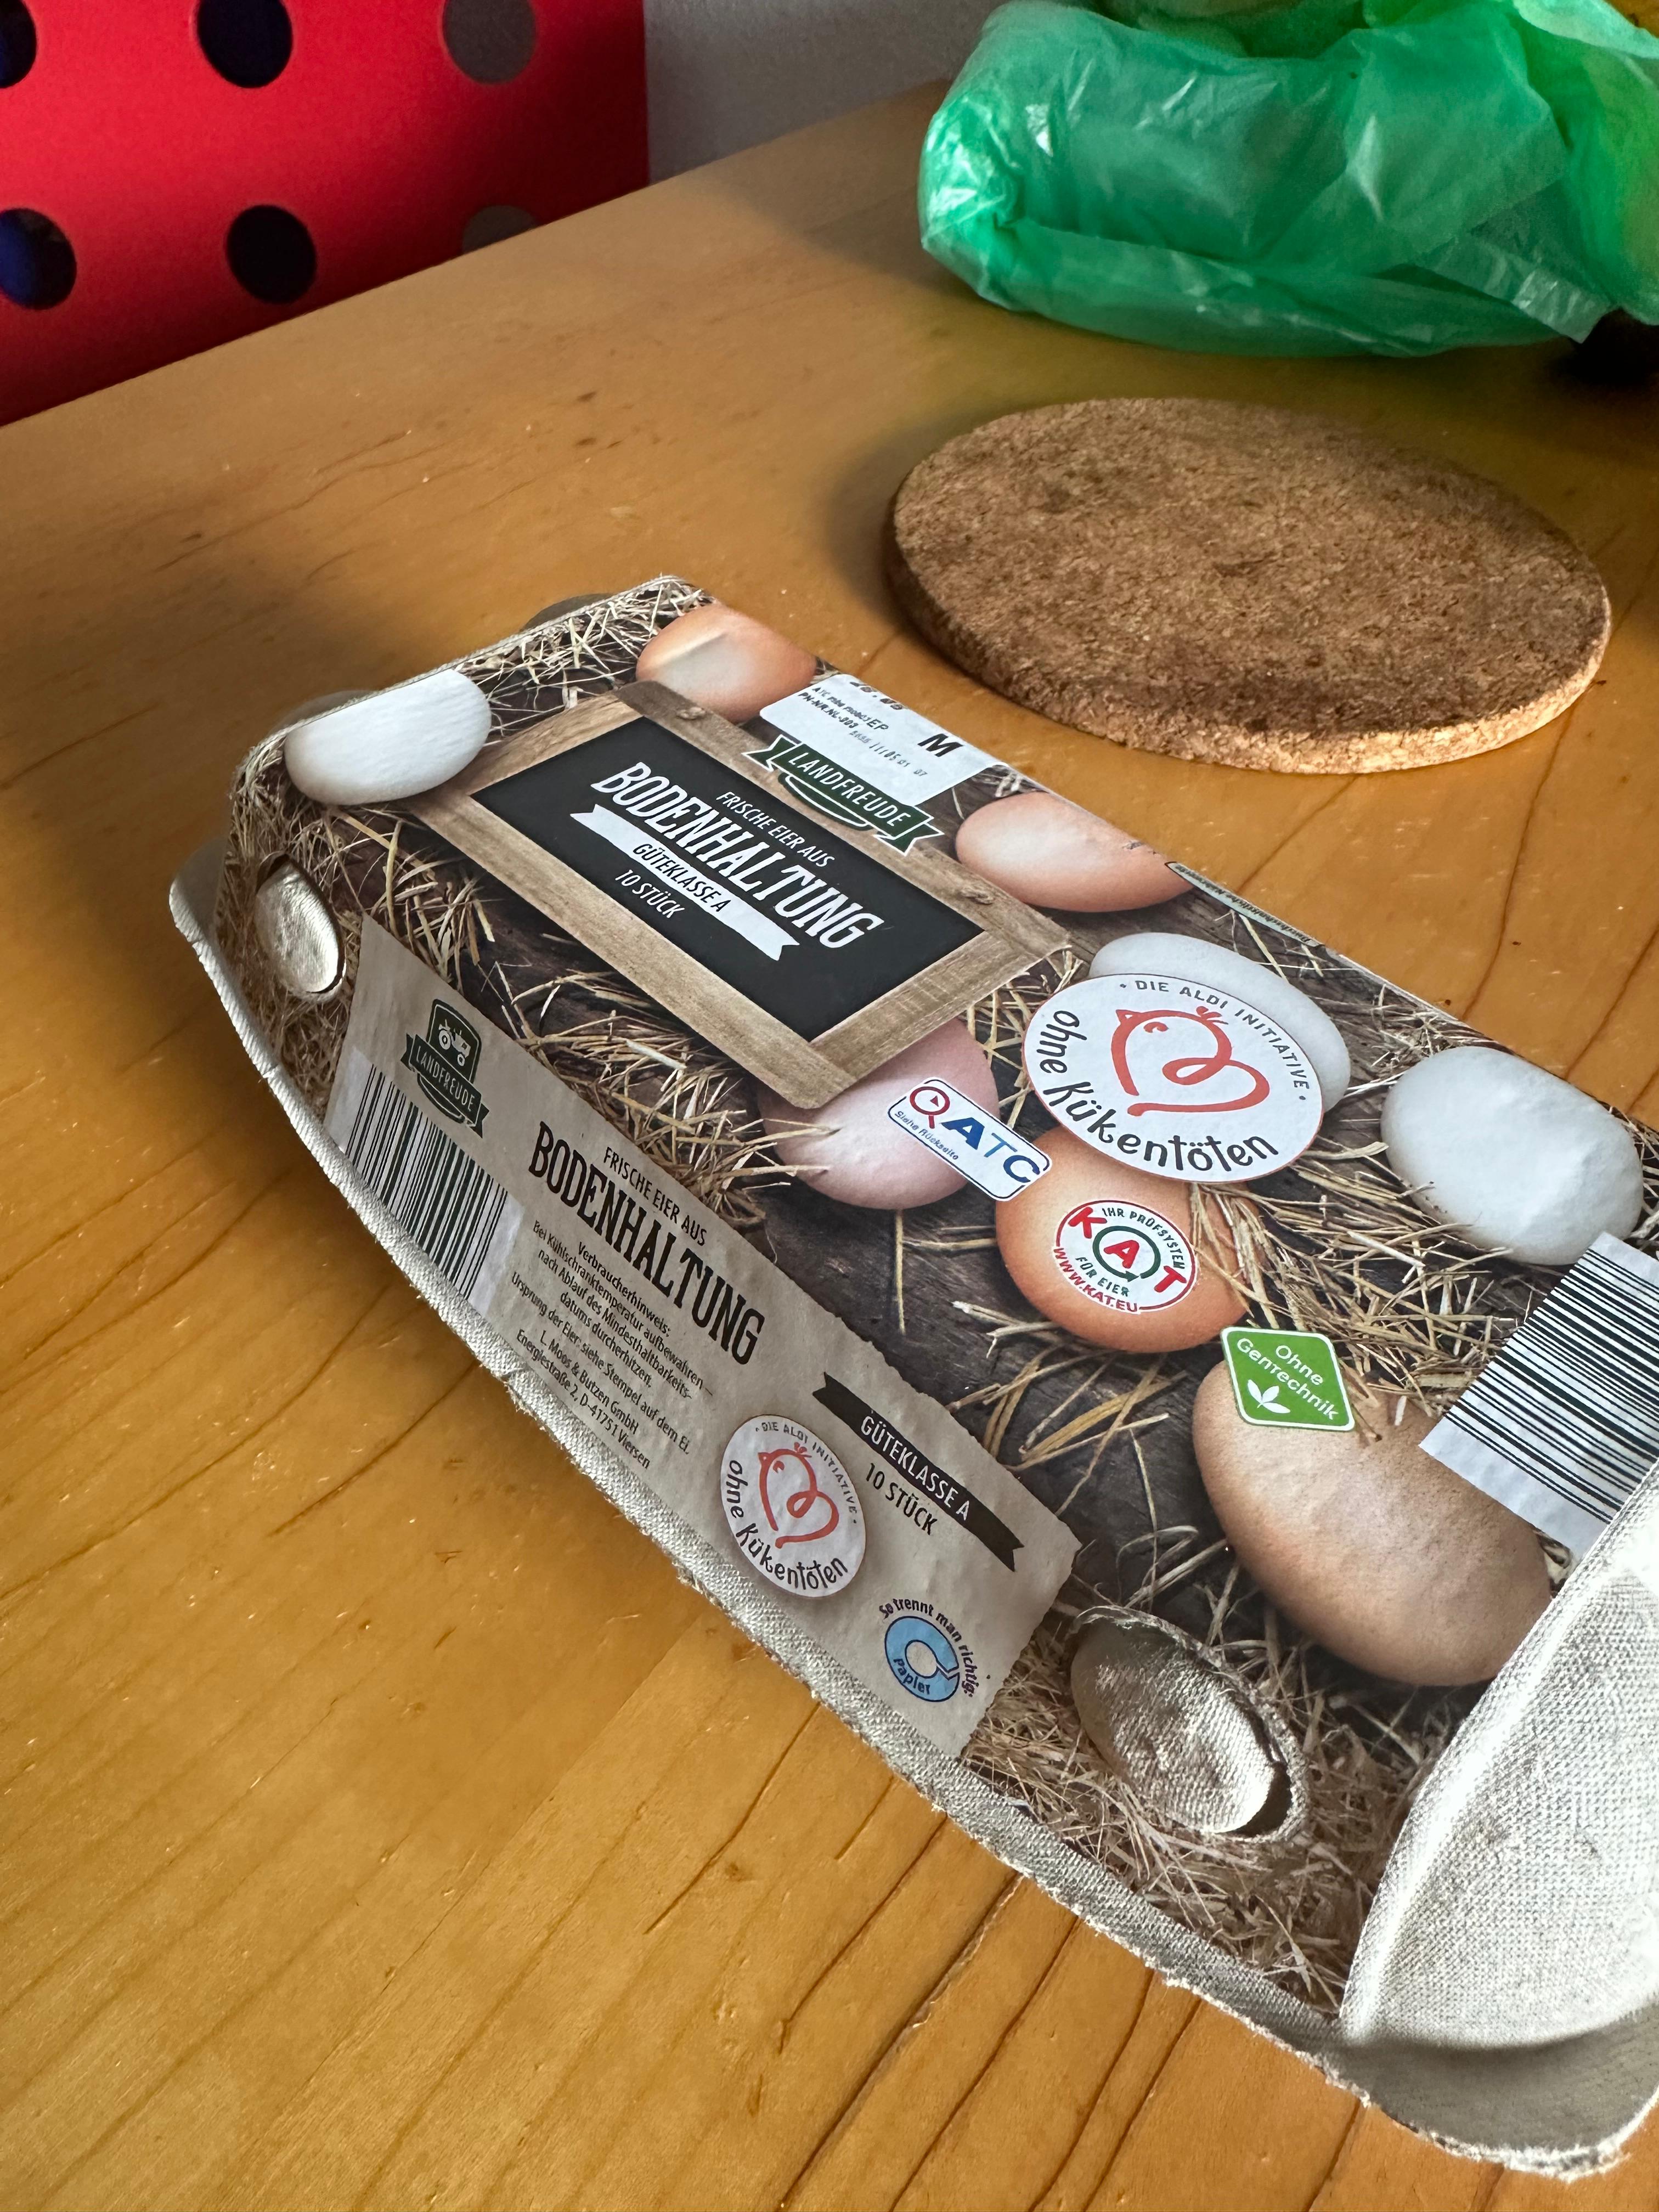 M
LANDFREUDE
FRISCHE EIER AUS
BODENHALTUNG
GÜTEKLASSE A
10 STÜCK
• DIE ALDI INITIATIVE •
ohne Kükentöten
ATC
Siehe Rückseite
IHR PRÜFSYSTEM
KAT
FÜR EIER
WWW.KAT.EU
Ohne
GenTechnik
LANDFREUDE
FRISCHE EIER AUS
BODENHALTUNG
Verbraucherhinweis:
Bei Kühlschranktemperatur aufbewahren –
nach Ablauf des Mindesthaltbarkeits-
datums durcherhitzen.
Ursprung der Eier: siehe Stempel auf dem Ei.
L. Moos & Butzen GmbH
Energiestraße 2, D-41751 Viersen
• DIE ALDI INITIATIVE •
ohne Kükentöten
GÜTEKLASSE A
10 STÜCK
So trennt man richtig:
Papier